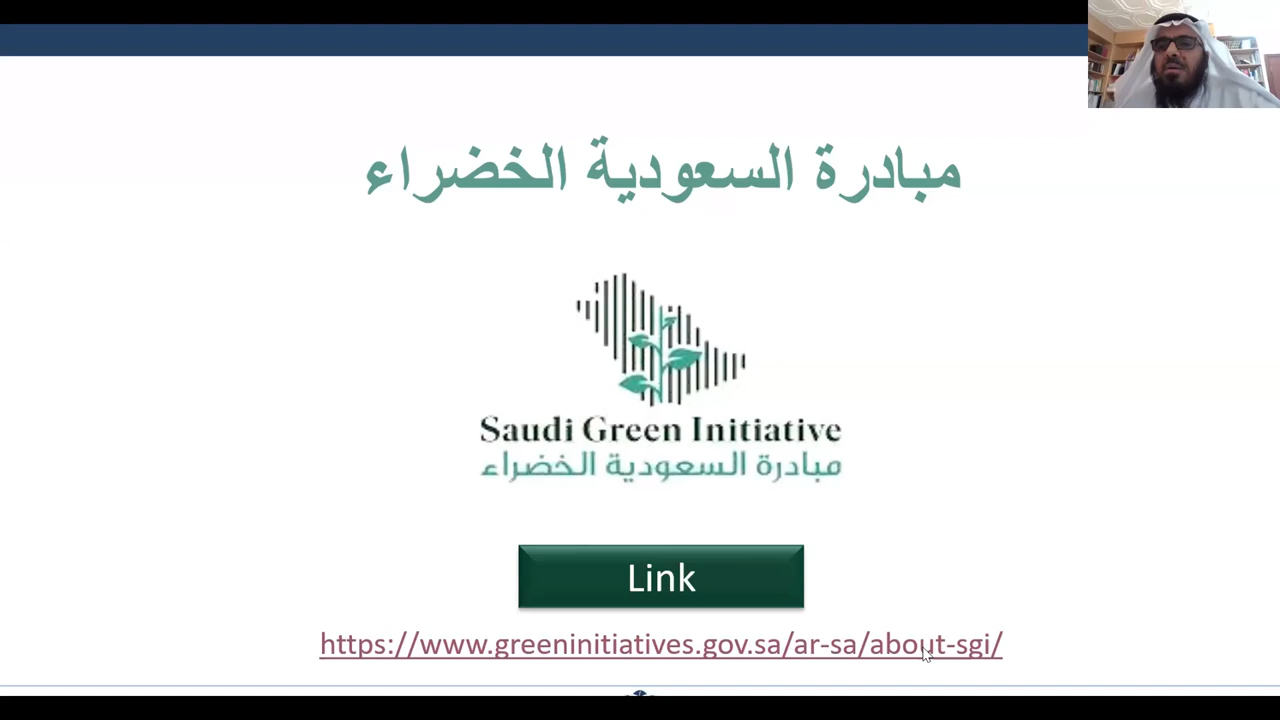 مبادرة السعودية الخضراء
Saudi Green Initiative
مبادرة السعودية الخضراء
Link
https://www.greeninitiatives.gov.sa/ar-sa/about-sgi/